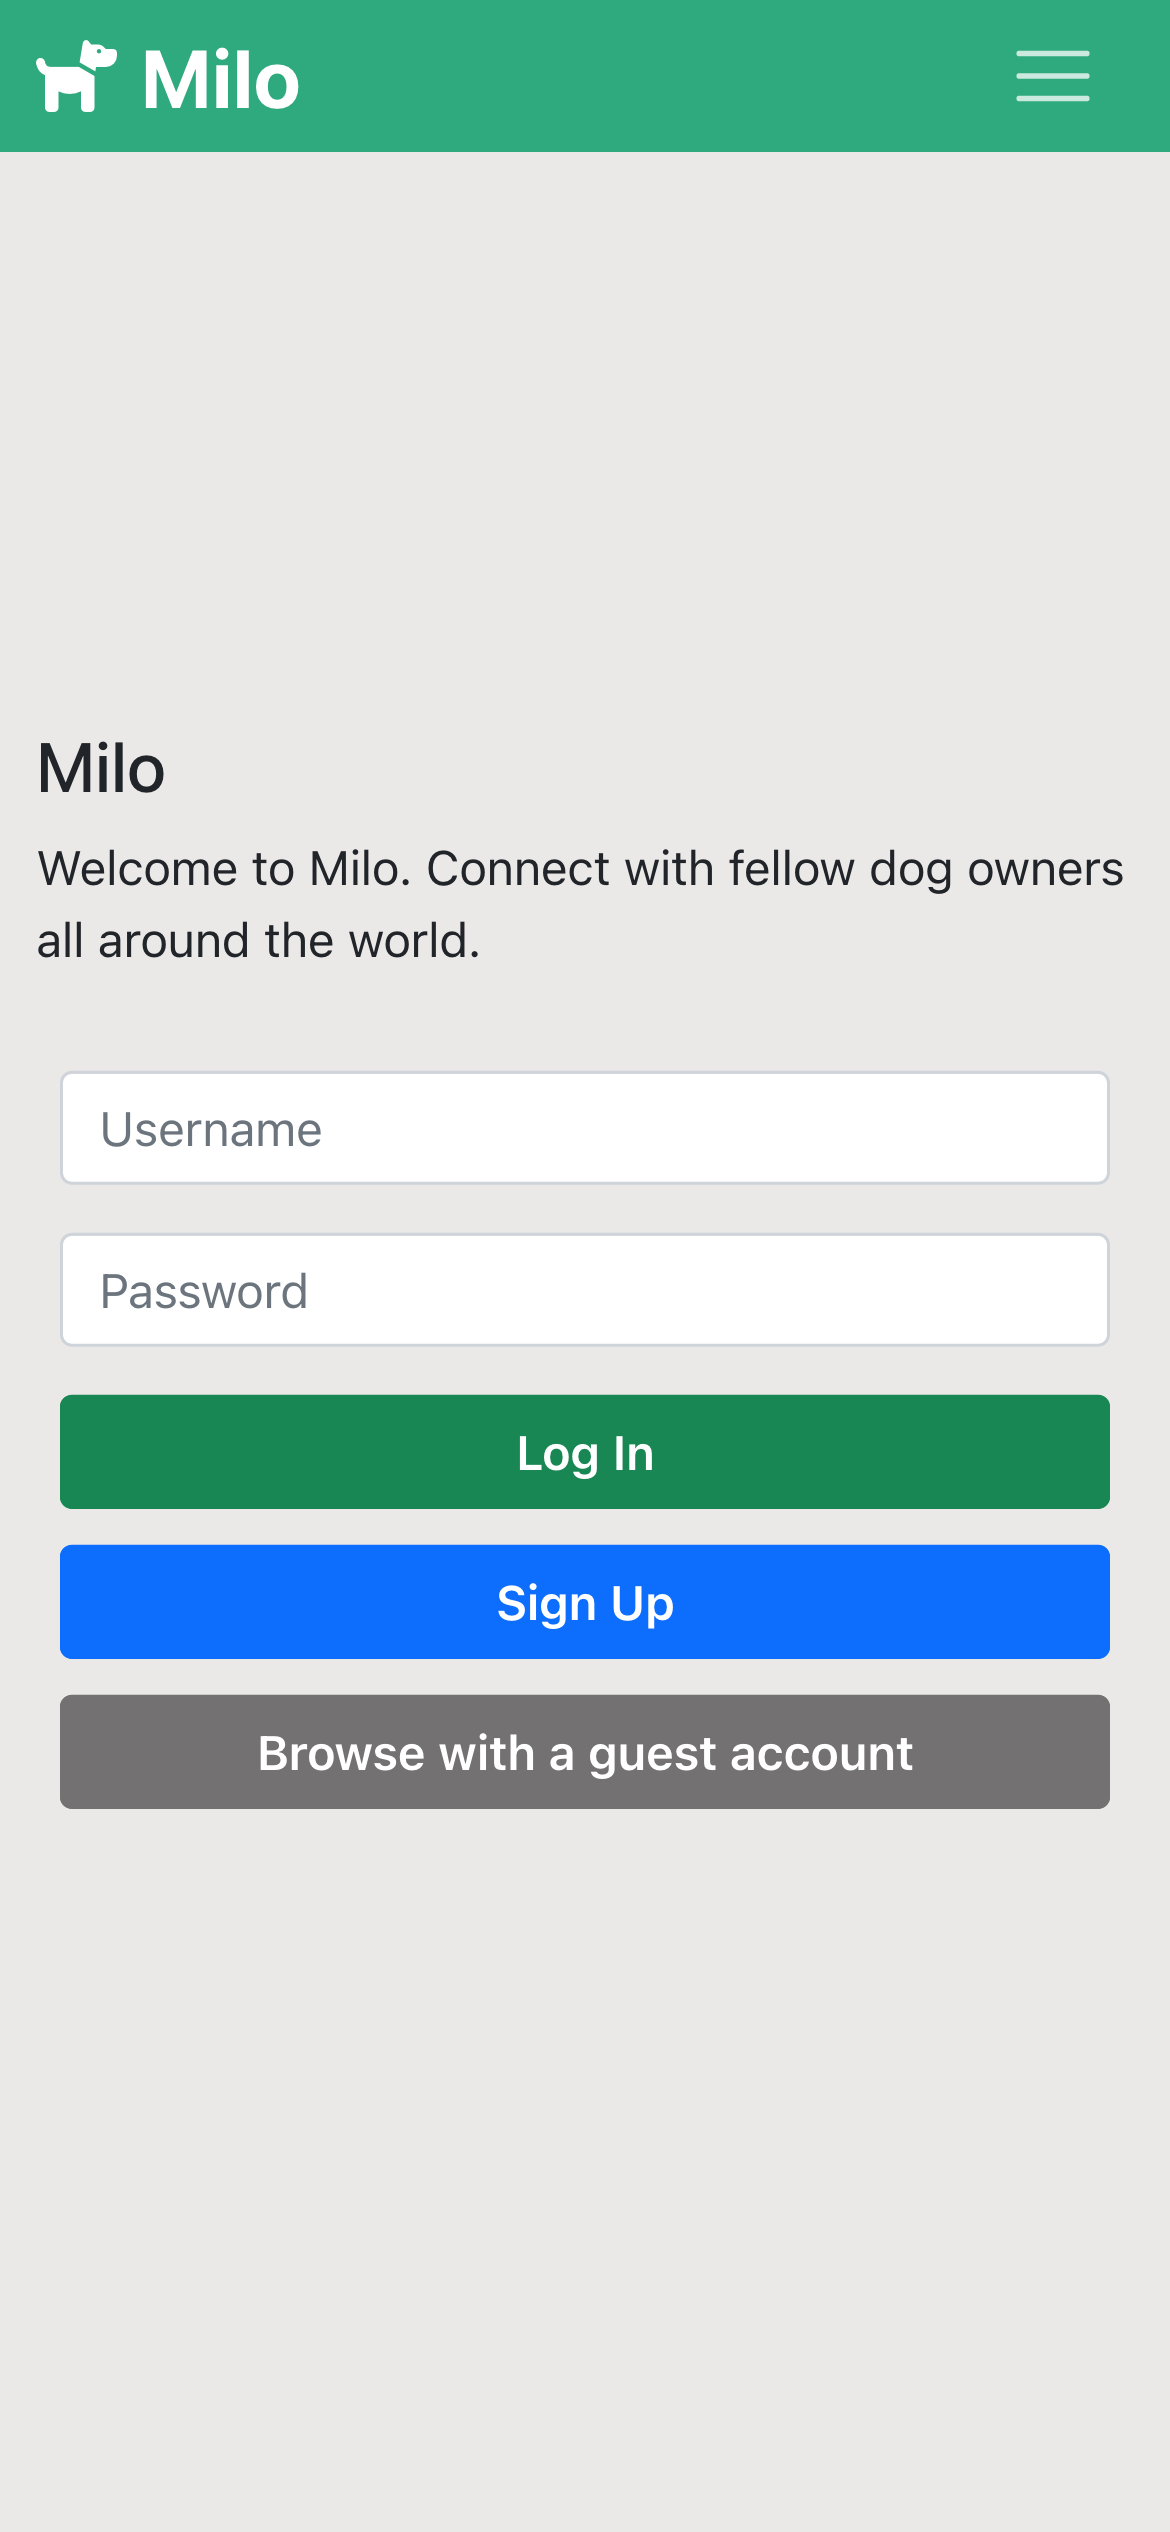 Milo
Milo
Welcome to Milo. Connect with fellow dog owners
all around the world.
Username
Password
Log In
Sign Up
Browse with a guest account